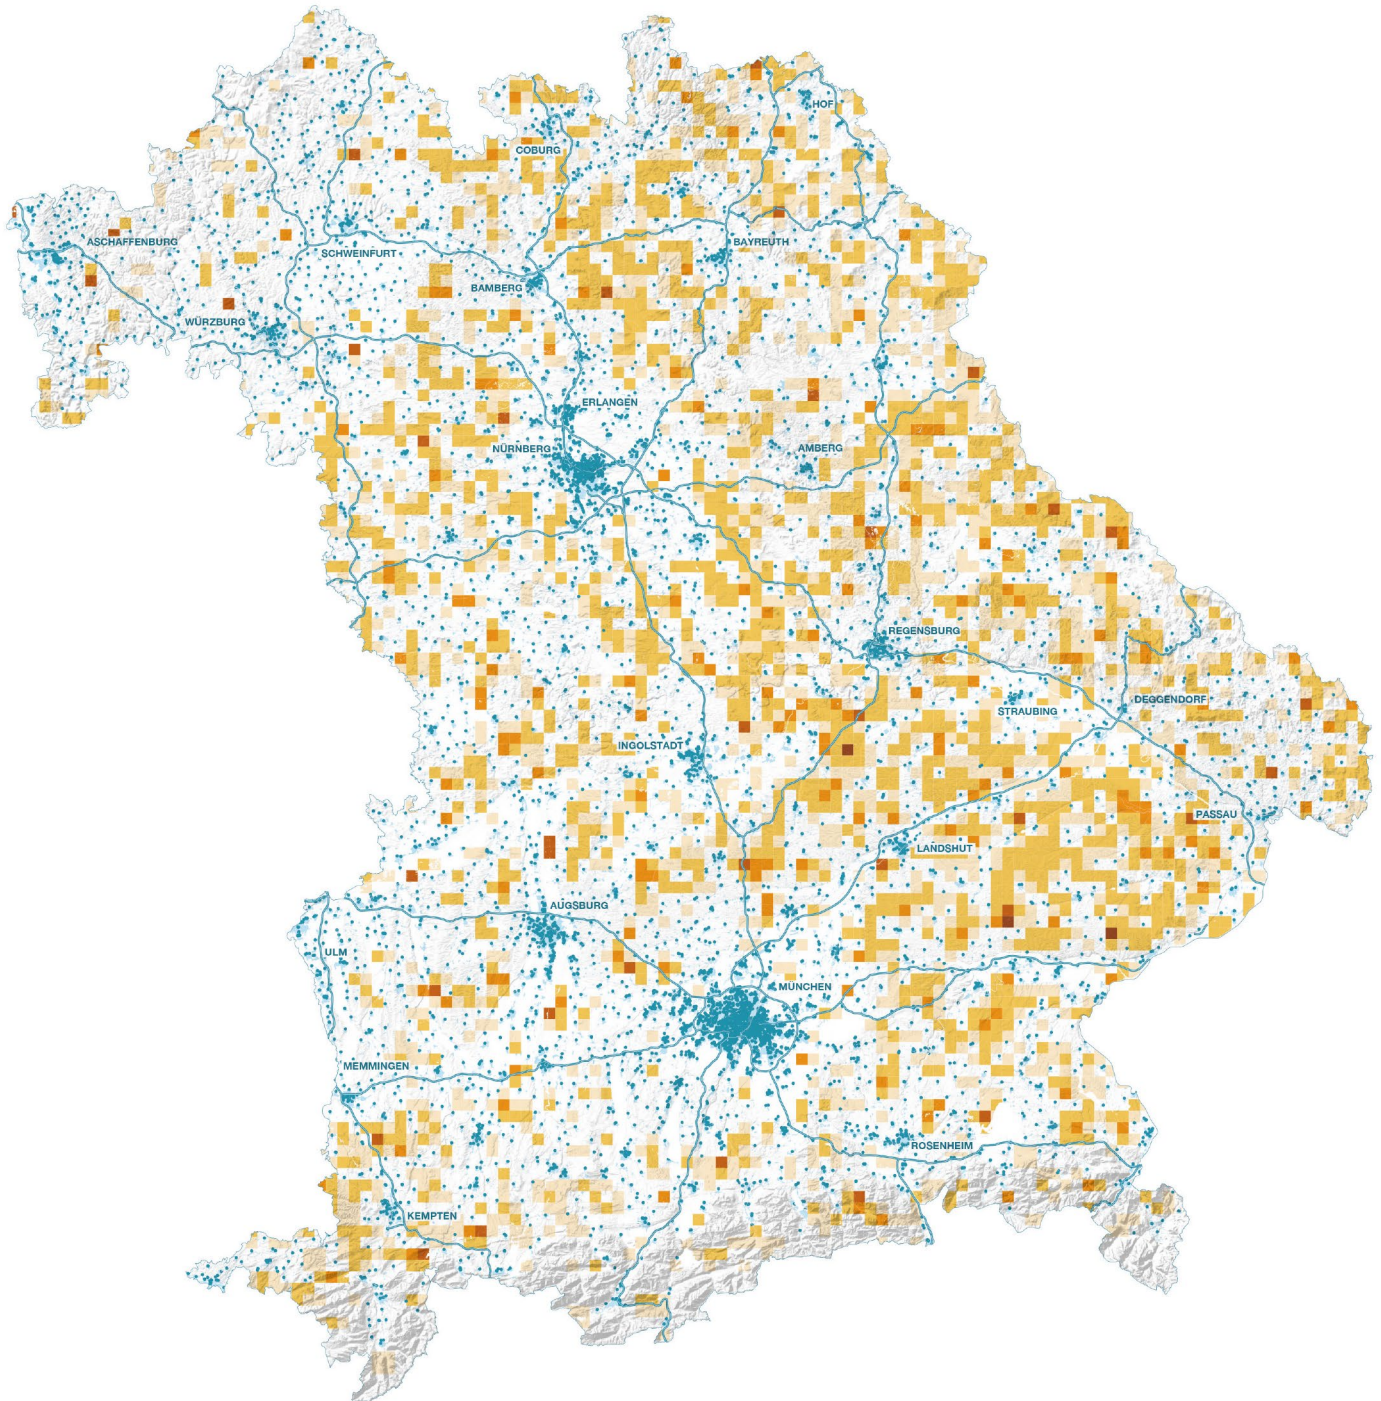 HOF
COBURG
ASCHAFFENBURG
BAYREUTH
SCHWEINFURT
BAMBERG
WÜRZBURG
ERLANGEN
NÜRNBERG
AMBERG
REGENSBURG
DEGGENDORF
STRAUBING
INGOLSTADT
PASSAU
LANDSHUT
AUGSBURG
ULM
MÜNCHEN
MEMMINGEN
ROSENHEIM
KEMPTEN